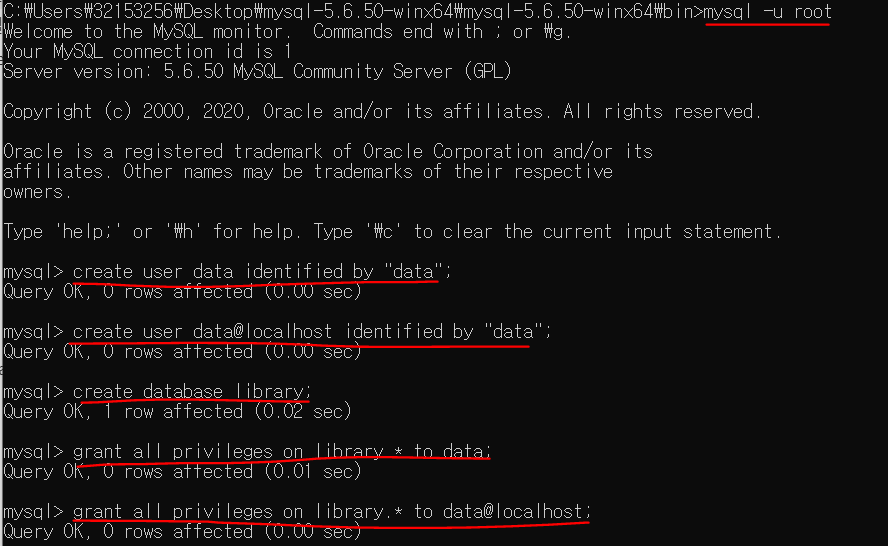 C:₩Users₩32153256₩Desktop₩mysql-5.6.50-winx64₩mysql-5.6.50-winx64₩bin>mysql -u root
Welcome to the MySQL monitor.  Commands end with ; or ₩g.
Your MySQL connection id is 1
Server version: 5.6.50 MySQL Community Server (GPL)
Copyright (c) 2000, 2020, Oracle and/or its affiliates. All rights reserved.
Oracle is a registered trademark of Oracle Corporation and/or its
affiliates. Other names may be trademarks of their respective
owners.
Type 'help;' or '₩h' for help. Type '₩c' to clear the current input statement.
mysql> create user data identified by "data";
Query OK, 0 rows affected (0.00 sec)
mysql> create user data@localhost identified by "data";
Query OK, 0 rows affected (0.00 sec)
mysql> create database library;
Query OK, 1 row affected (0.02 sec)
mysql> grant all privileges on library.* to data;
Query OK, 0 rows affected (0.01 sec)
mysql> grant all privileges on library.* to data@localhost;
Query OK, 0 rows affected (0.00 sec)